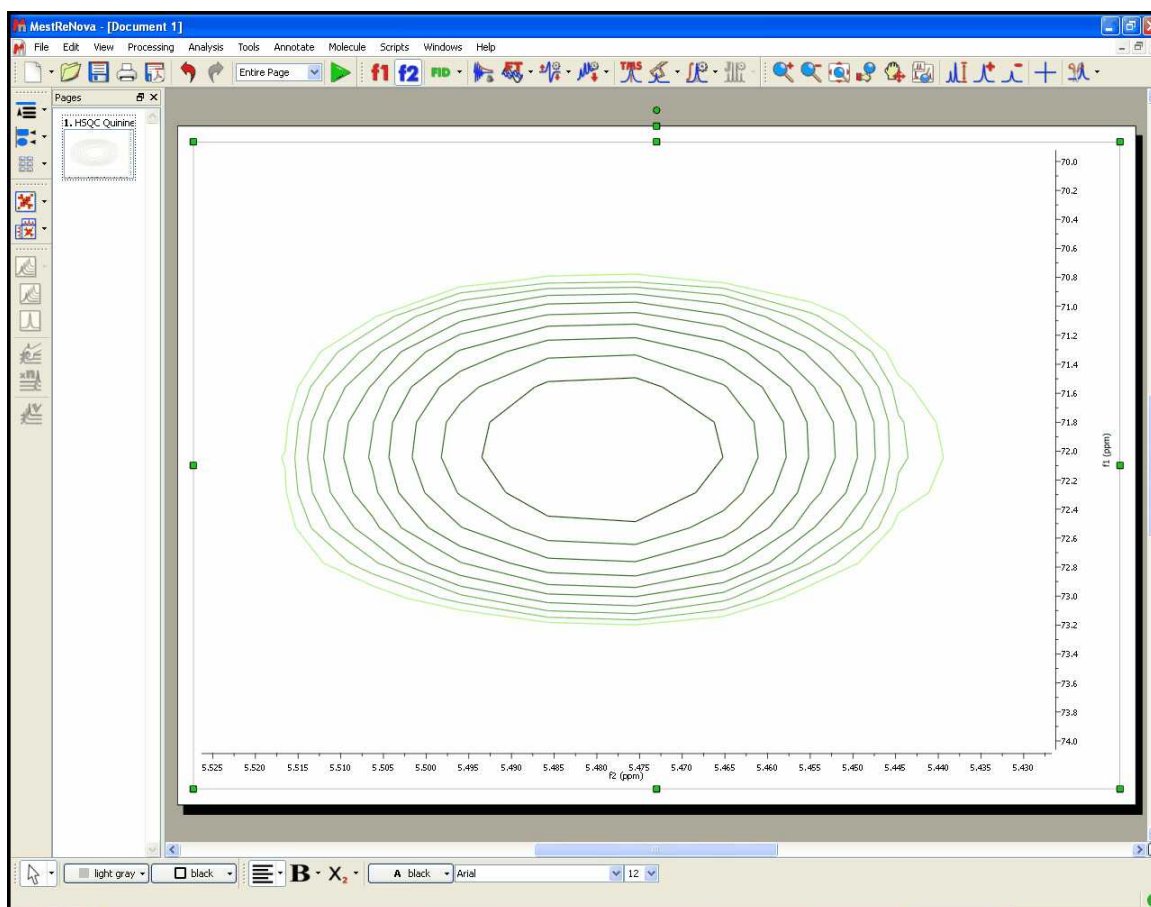 MestReNova - [Document 1]
File Edit View Processing Analysis Tools Annotate Molecule Scripts Windows Help
Entire Page f1 f2 FID TMS
Pages
1. HSQC Quinine
70.0
70.2
70.4
70.6
70.8
71.0
71.2
71.4
71.6
71.8
72.0
72.2
72.4
72.6
72.8
73.0
73.2
73.4
73.6
73.8
74.0
f1 (ppm)
5.525 5.520 5.515 5.510 5.505 5.500 5.495 5.490 5.485 5.480 5.475 5.470 5.465 5.460 5.455 5.450 5.445 5.440 5.435 5.430
f2 (ppm)
light gray black B X2 A black Arial 12